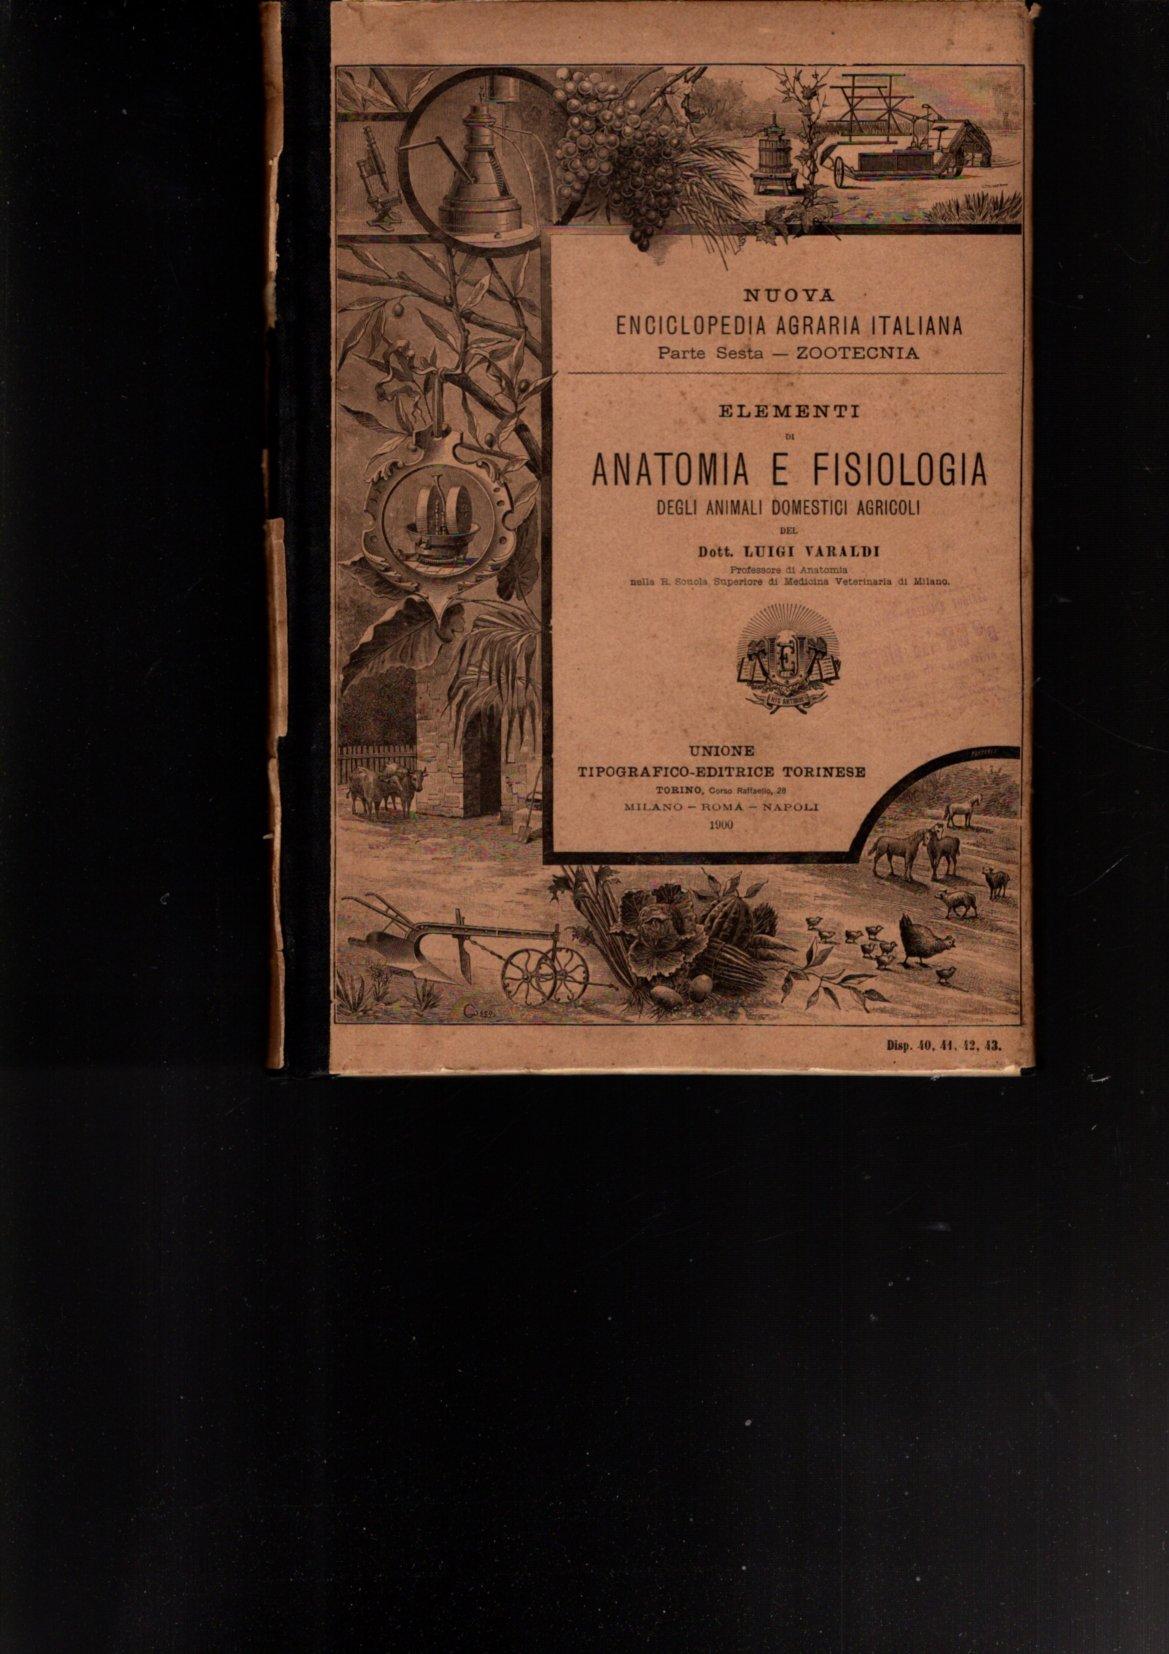 NUOVA
ENCICLOPEDIA AGRARIA ITALIANA
Parte Sesta — ZOOTECNIA
ELEMENTI
DI
ANATOMIA E FISIOLOGIA
DEGLI ANIMALI DOMESTICI AGRICOLI
DEL
Dott. LUIGI VARALDI
Professore di Anatomia
nella R. Scuola Superiore di Medicina Veterinaria di Milano.
UNIONE
TIPOGRAFICO-EDITRICE TORINESE
TORINO, Corso Raffaello, 28
MILANO — ROMA — NAPOLI
1900
Disp. 40, 41, 42, 43.